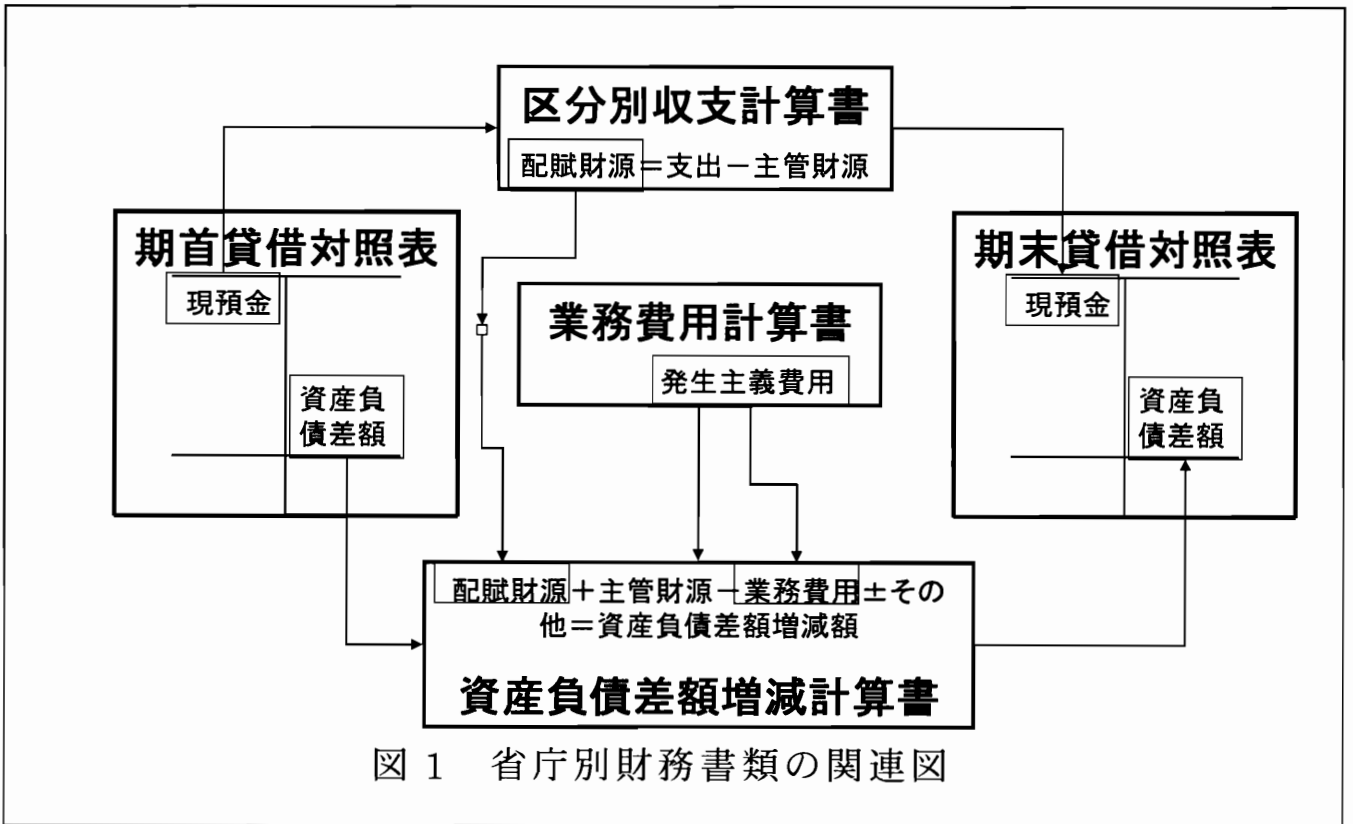 区分別収支計算書
配賦財源=支出-主管財源
期首貸借対照表
現預金
資産負
債差額
業務費用計算書
発生主義費用
期末貸借対照表
現預金
資産負
債差額
配賦財源+主管財源-業務費用±その
他=資産負債差額増減額
資産負債差額増減計算書
図1 省庁別財務書類の関連図